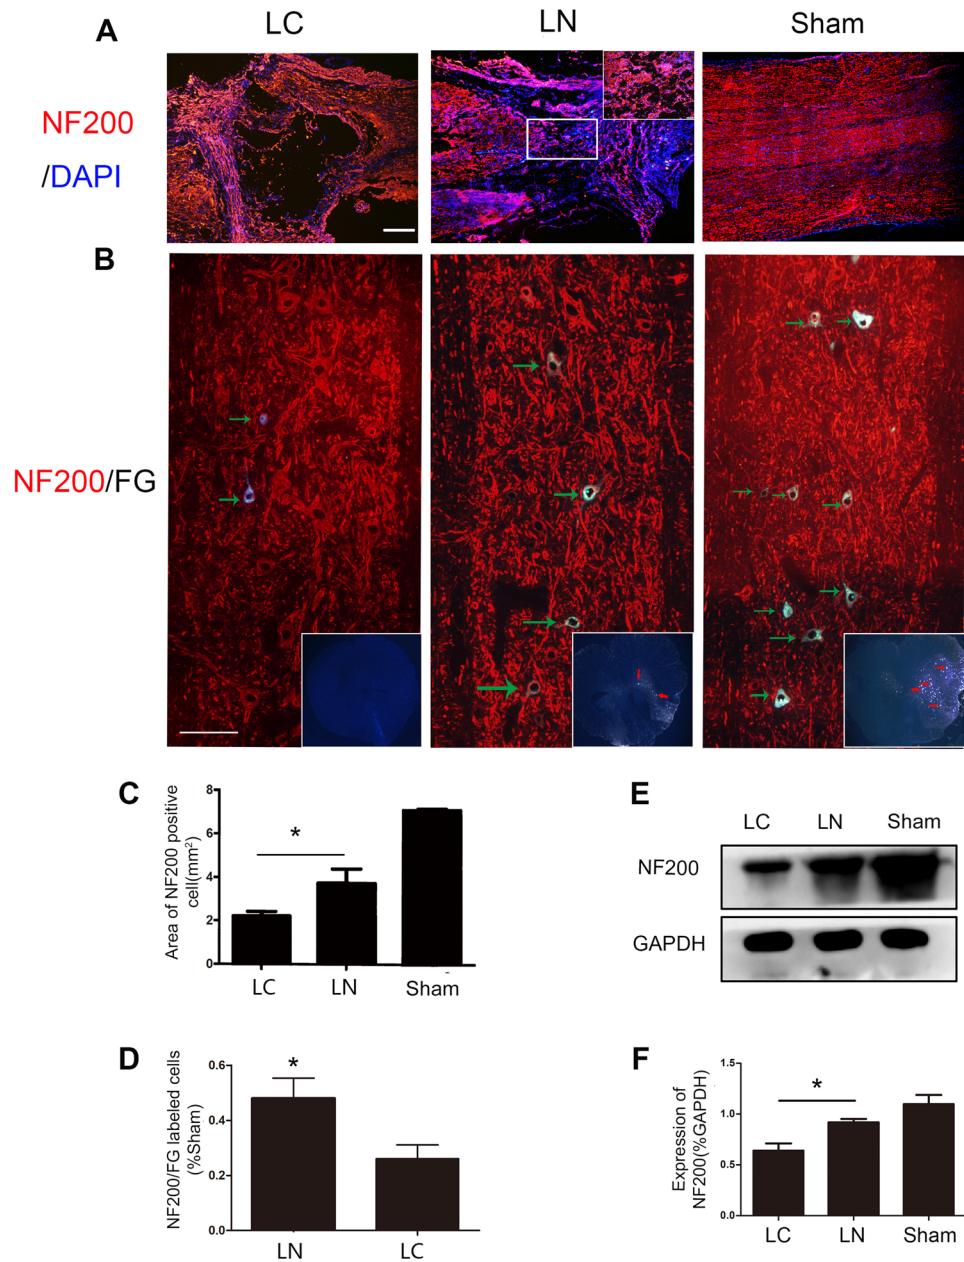 LC LN Sham
A
NF200
/DAPI
B
NF200/FG
C
8
6
4
2
0
Area of NF200 positive
cell(mm²)
*
LC LN Sham
D
0.6
0.4
0.2
0.0
NF200/FG labeled cells
(%Sham)
*
LN LC
E
LC LN Sham
NF200
GAPDH
F
1.5
1.0
0.5
0.0
Expression of
NF200(%GAPDH)
*
LC LN Sham